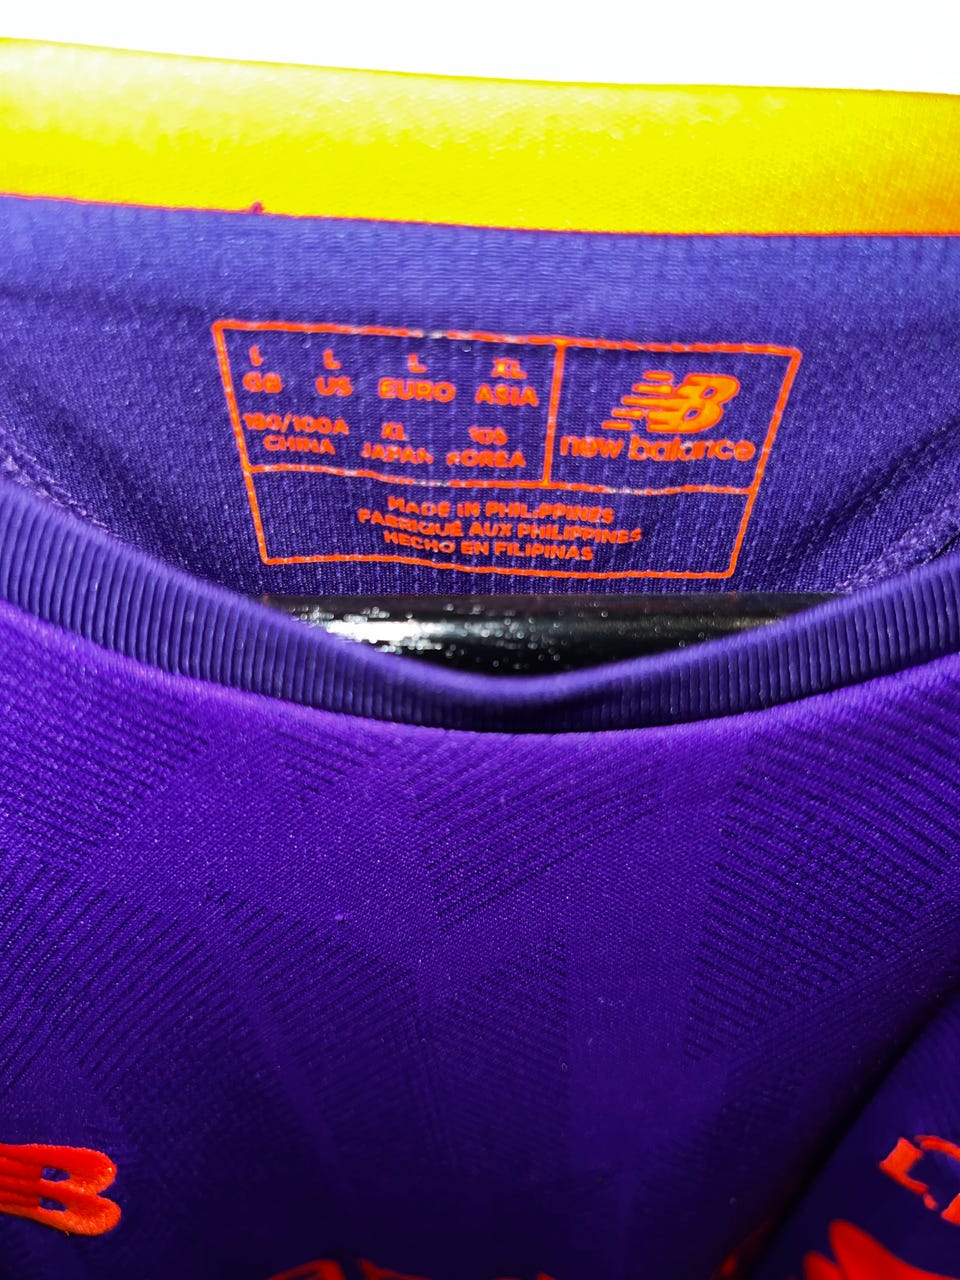 L L L XL
GB US EURO ASIA
180/100A XL 105
CHINA JAPAN KOREA
new balance
MADE IN PHILIPPINES
FABRIQUÉ AUX PHILIPPINES
HECHO EN FILIPINAS